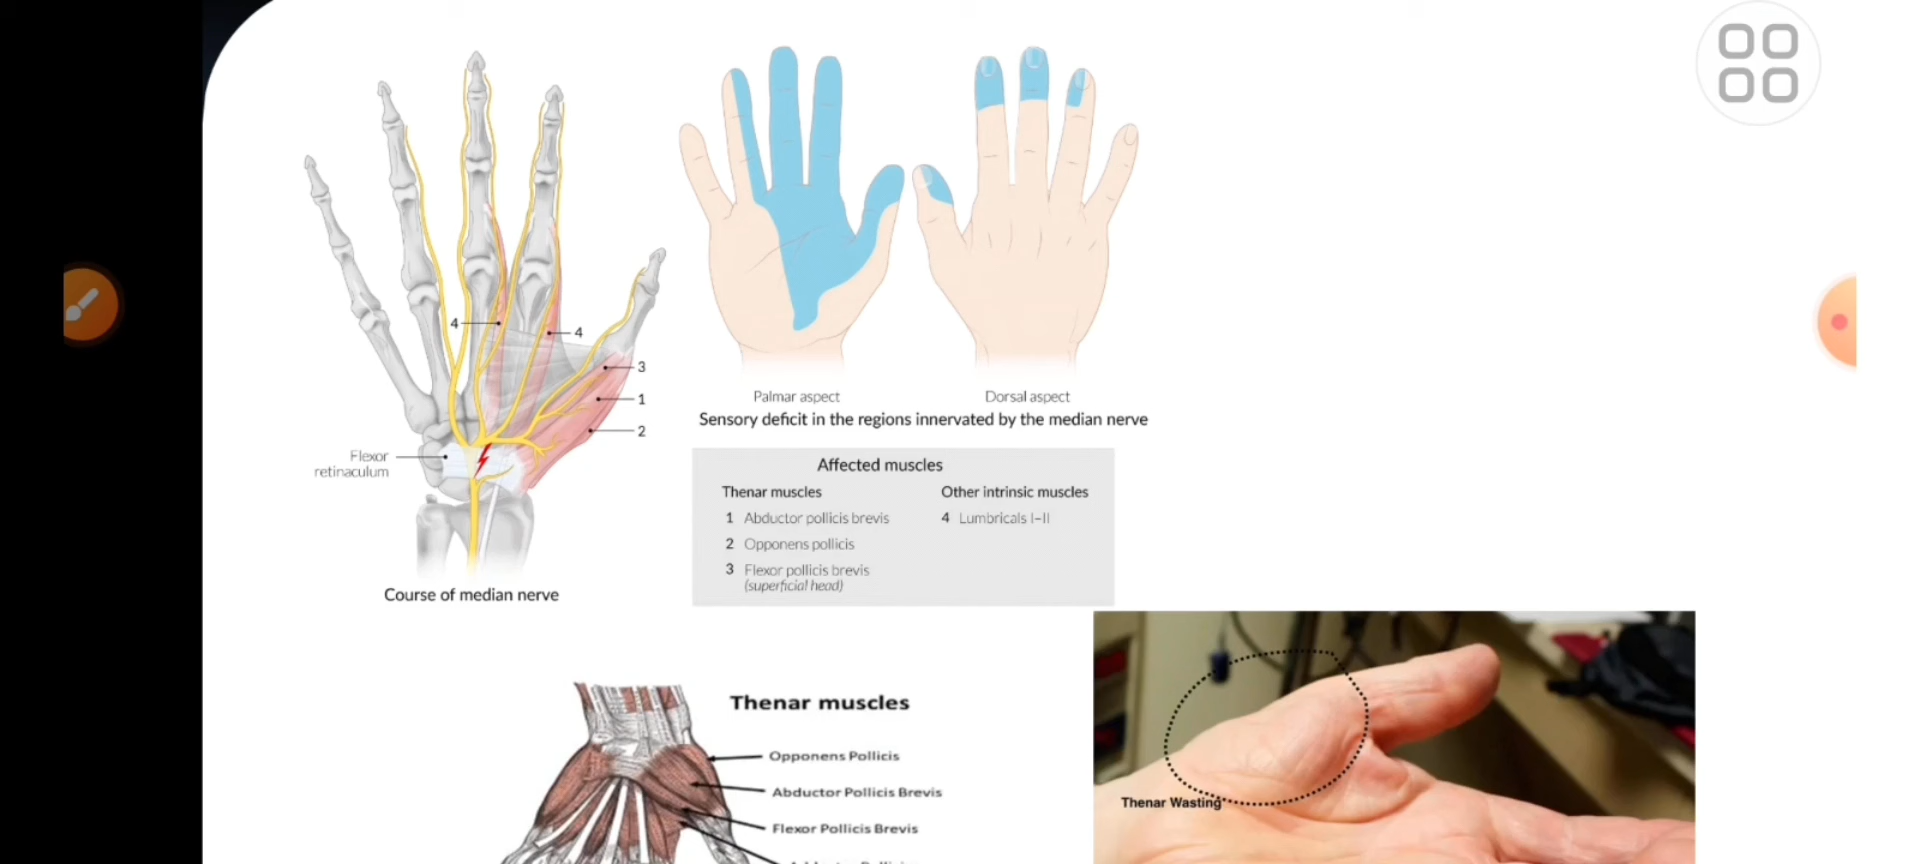 4
4
3
1
2
Flexor
retinaculum
Course of median nerve
Palmar aspect
Dorsal aspect
Sensory deficit in the regions innervated by the median nerve
Affected muscles
Thenar muscles
1 Abductor pollicis brevis
2 Opponens pollicis
3 Flexor pollicis brevis
(superficial head)
Other intrinsic muscles
4 Lumbricals I–II
Thenar muscles
Opponens Pollicis
Abductor Pollicis Brevis
Flexor Pollicis Brevis
Thenar Wasting